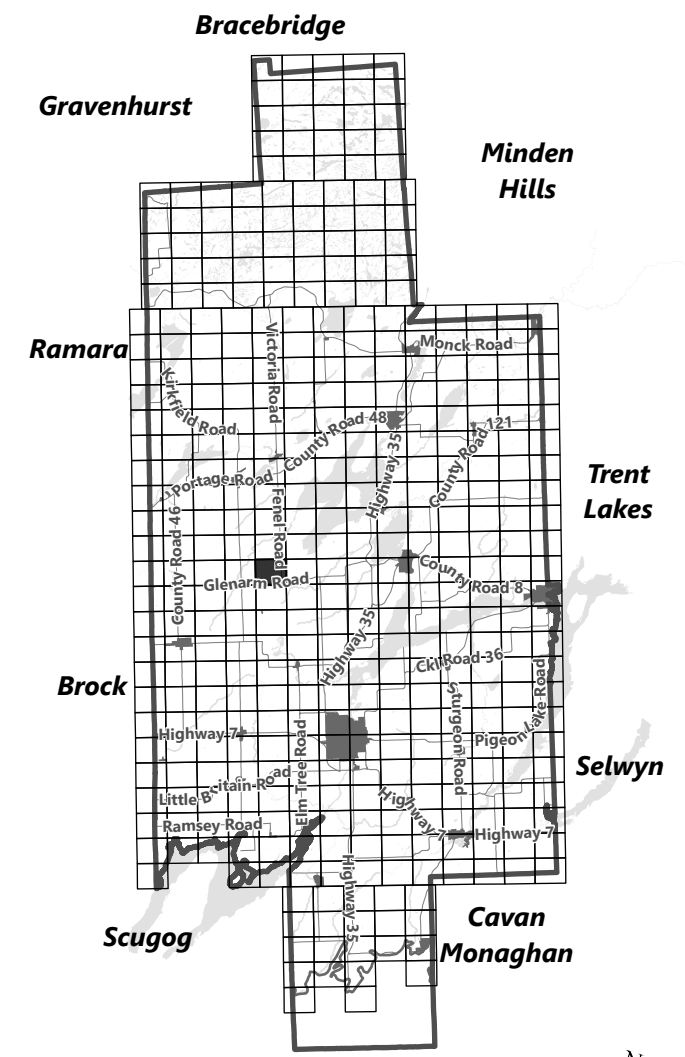 Bracebridge
Gravenhurst
Minden
Hills
Ramara
Victoria Road
Monck Road
Kirkfield Road
County Road 48
County Road 121
Highway 35
Portage Road
Trent
Lakes
County Road 46
Fenel Road
Glenarm Road
County Road 8
Highway 35
Ckl Road 36
Brock
Sturgeon Road
Pigeon Lake Road
Highway 7
Elm Tree Road
Selwyn
Little Britain Road
Highway 7
Ramsey Road
Highway 7
Highway 35
Scugog
Cavan
Monaghan
N